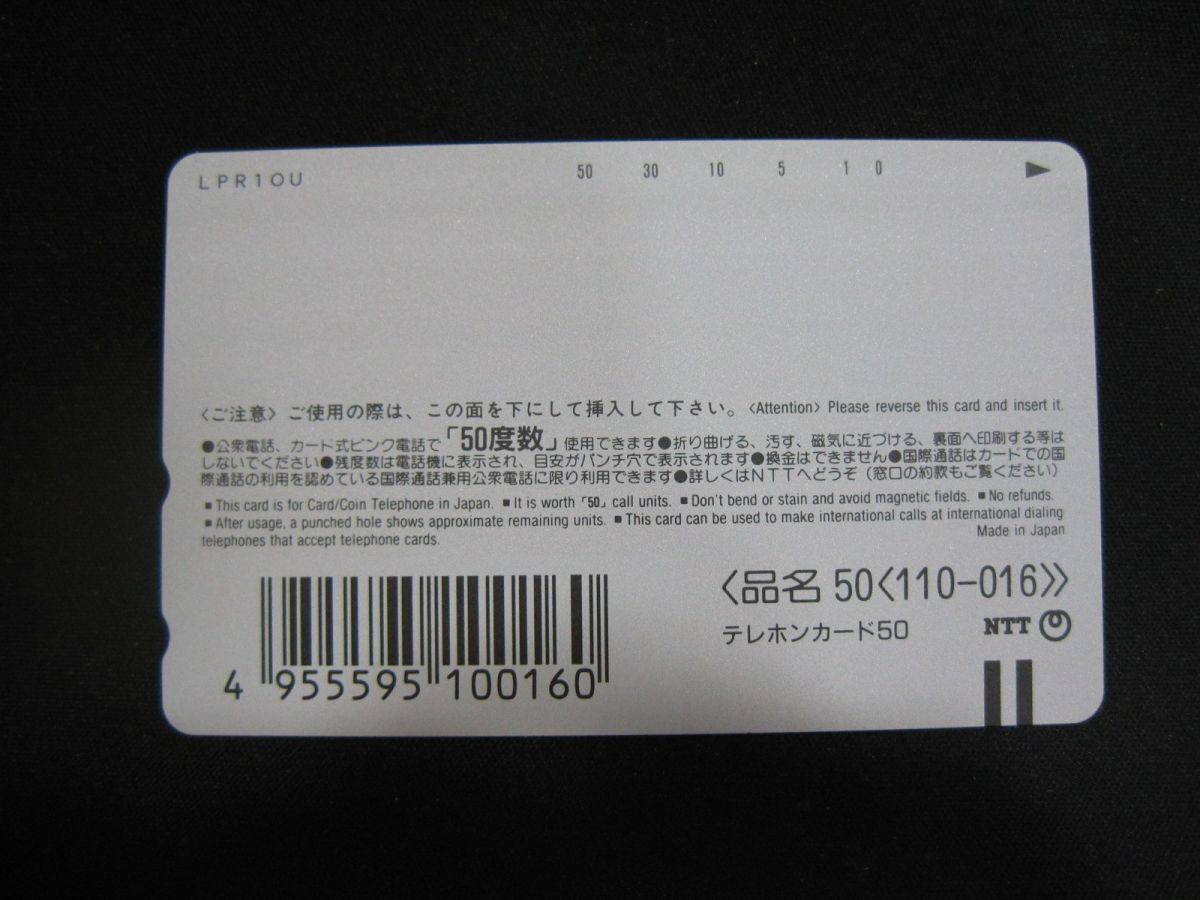 LPR10U 50 30 10 5 1 0
〈ご注意〉ご使用の際は、この面を下にして挿入して下さい。〈Attention〉Please reverse this card and insert it.
●公衆電話、カード式ピンク電話で「50度数」使用できます●折り曲げる、汚す、磁気に近づける、裏面へ印刷する等は
しないでください●残度数は電話機に表示され、目安がパンチ穴で表示されます●換金はできません●国際通話はカードでの国
際通話の利用を認めている国際通話兼用公衆電話に限り利用できます●詳しくはNTTへどうぞ（窓口の約款もご覧ください）
■This card is for Card/Coin Telephone in Japan. ■It is worth「50」call units. ■Don't bend or stain and avoid magnetic fields. ■No refunds.
■After usage, a punched hole shows approximate remaining units. ■This card can be used to make international calls at international dialing
telephones that accept telephone cards. Made in Japan
〈品名 50〈110-016〉〉
テレホンカード50 NTT
4 955595 100160